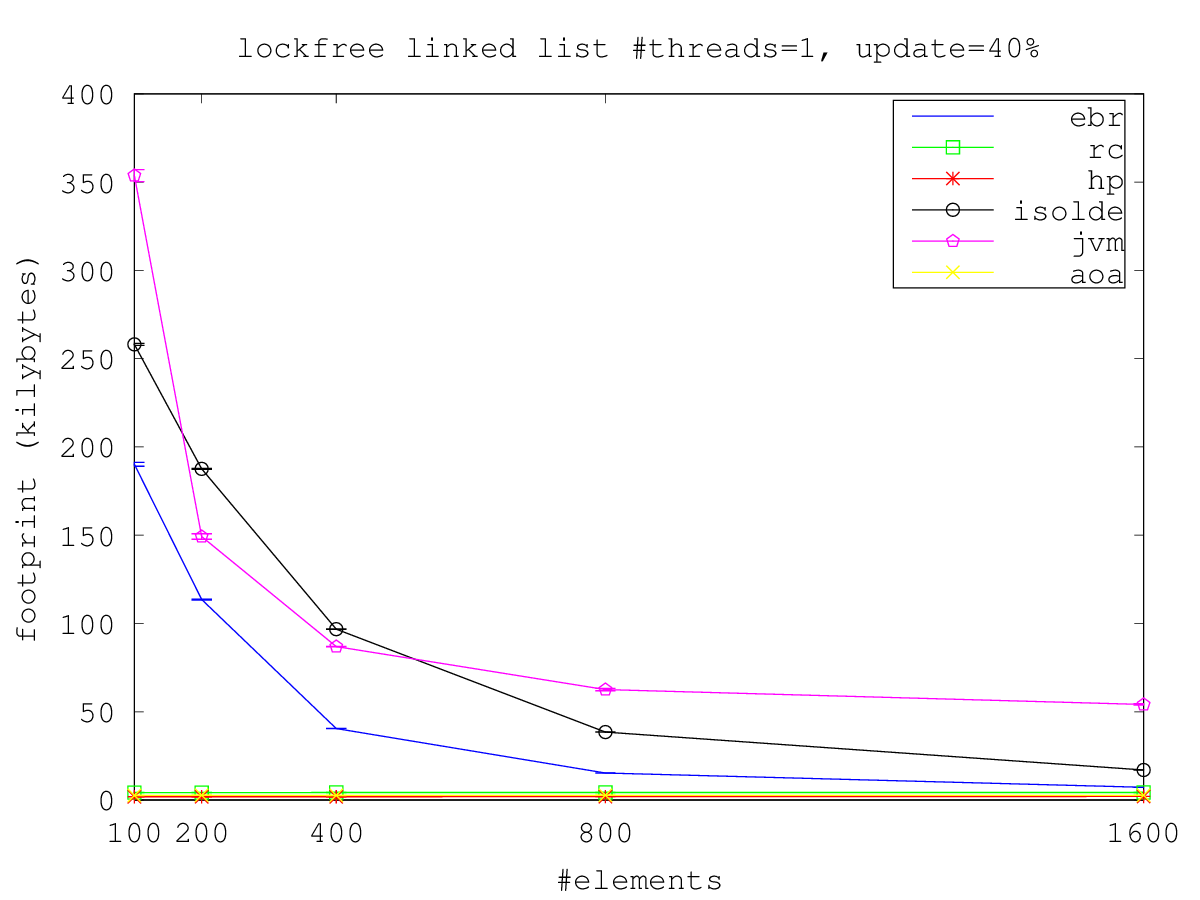 lockfree linked list #threads=1, update=40%
400
350
300
250
200
150
100
50
0
footprint (kilybytes)
ebr
rc
hp
isolde
jvm
aoa
100 200 400 800 1600
#elements